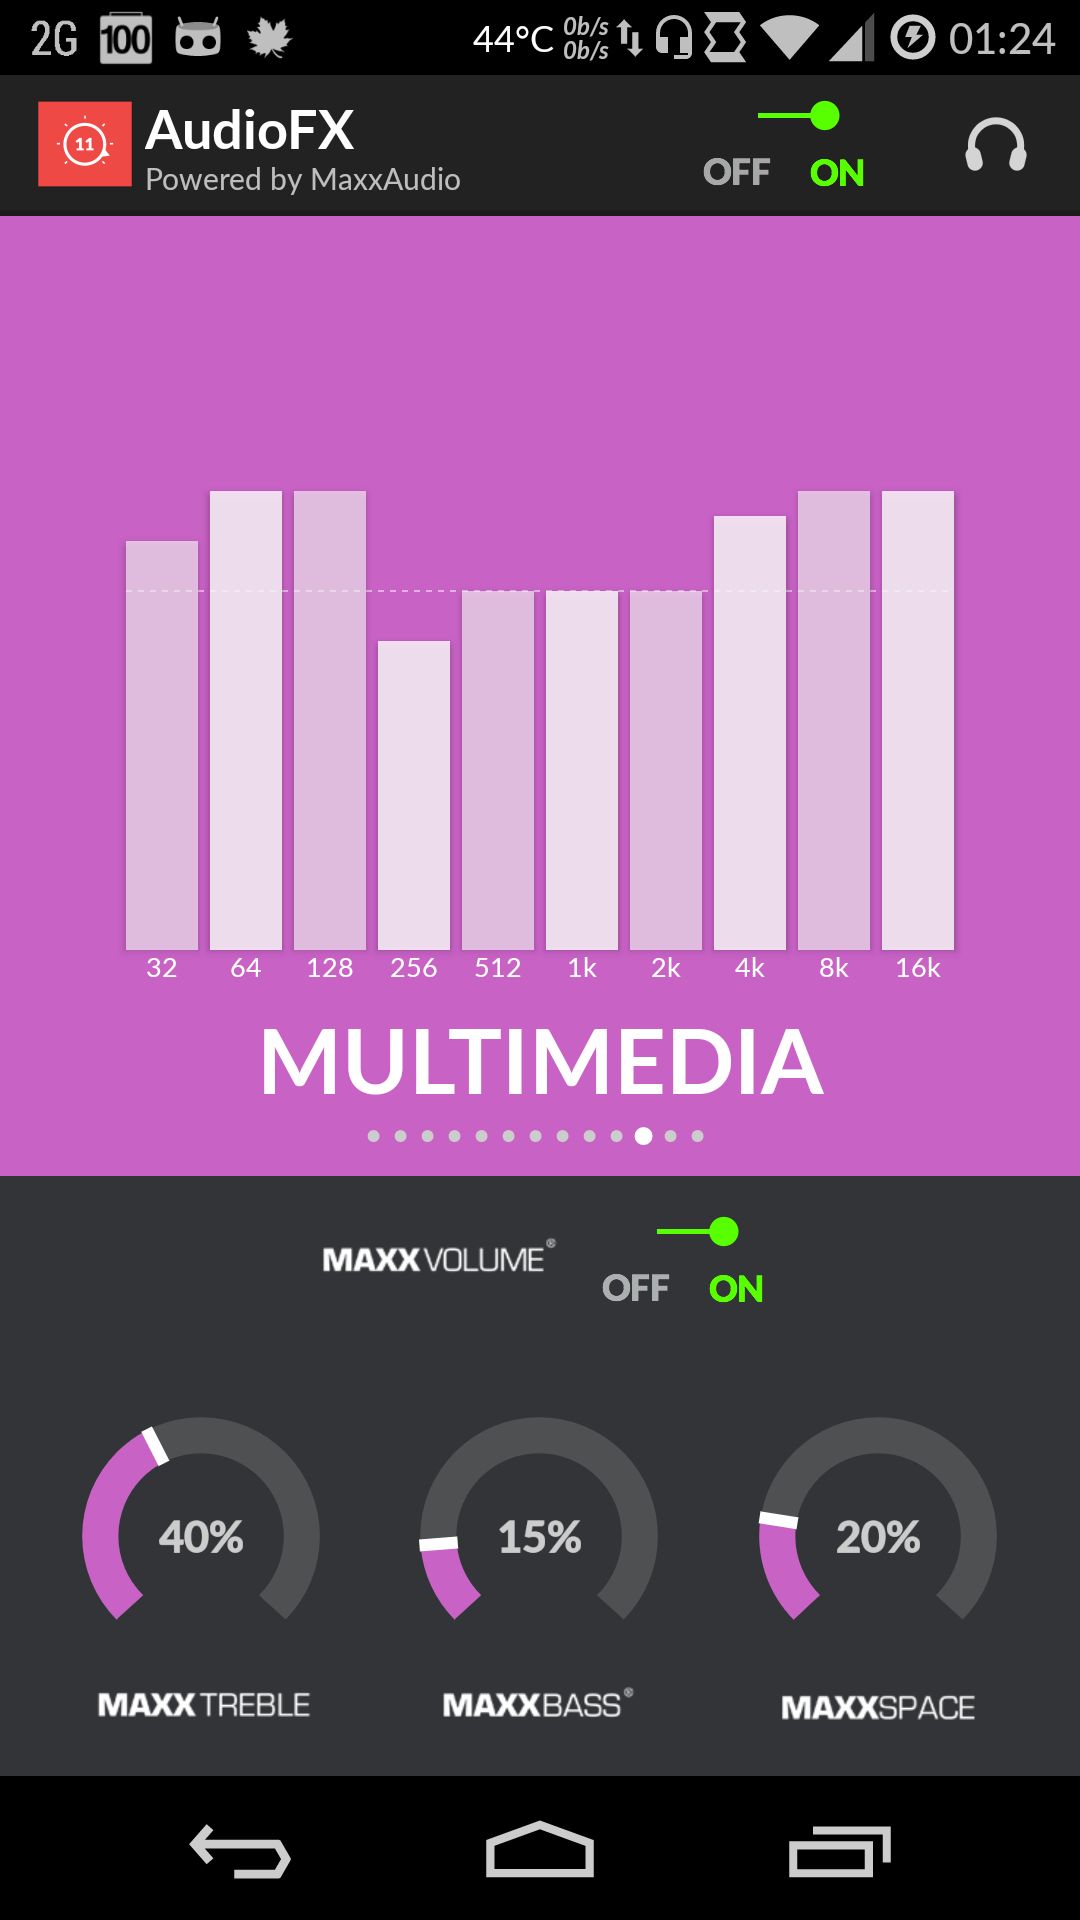 2G 100 44°C 0b/s 0b/s 01:24
11 AudioFX
Powered by MaxxAudio
OFF ON
32 64 128 256 512 1k 2k 4k 8k 16k
MULTIMEDIA
MAXXVOLUME® OFF ON
40% 15% 20%
MAXXTREBLE MAXXBASS® MAXXSPACE